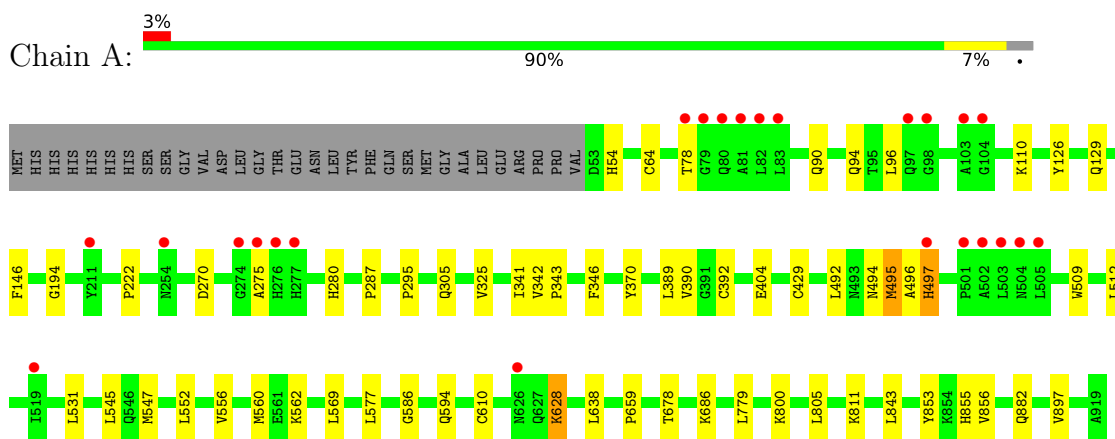 3%
Chain A:
90% 7% •
MET HIS HIS HIS HIS HIS HIS SER SER GLY VAL ASP LEU GLY THR GLU ASN LEU TYR PHE GLN SER MET GLY ALA LEU GLU ARG PRO PRO VAL D53 H54 C64 T78 G79 Q80 A81 L82 L83 Q90 Q94 T95 L96 Q97 G98 A103 G104 K110 Y126 Q129
F146 G194 Y211 P222 N254 D270 G274 A275 H276 H277 H280 P287 P295 Q305 V325 I341 V342 P343 F346 Y370 L389 V390 G391 C392 E404 C429 L492 N493 N494 M495 A496 H497 P501 A502 L503 N504 L505 W509
I519 L531 L545 Q546 M547 L552 V556 M560 E561 K562 L569 L577 G586 Q594 C610 N626 Q627 K628 L638 P659 T678 K686 L779 K800 L805 K811 L843 Y853 K854 H855 V856 Q882 V897 A919